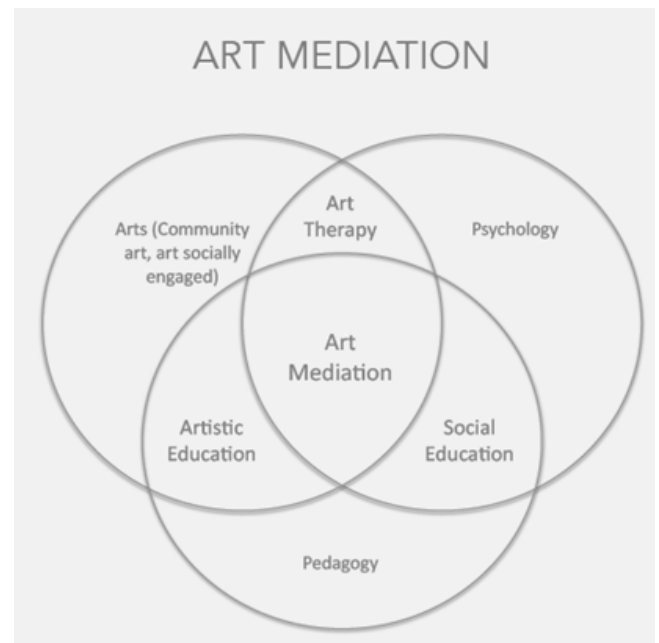 ART MEDIATION
Art
Therapy
Arts (Community
art, art socially
engaged)
Psychology
Art
Mediation
Artistic
Education
Social
Education
Pedagogy